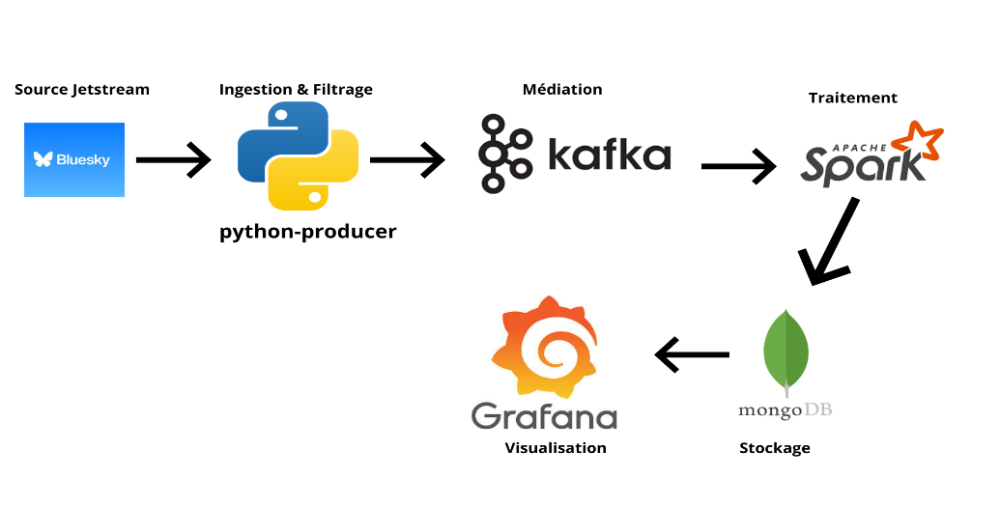 Source Jetstream
Ingestion & Filtrage
Médiation
Traitement
Bluesky
kafka
APACHE
Spark
python-producer
Grafana
mongoDB
Visualisation
Stockage